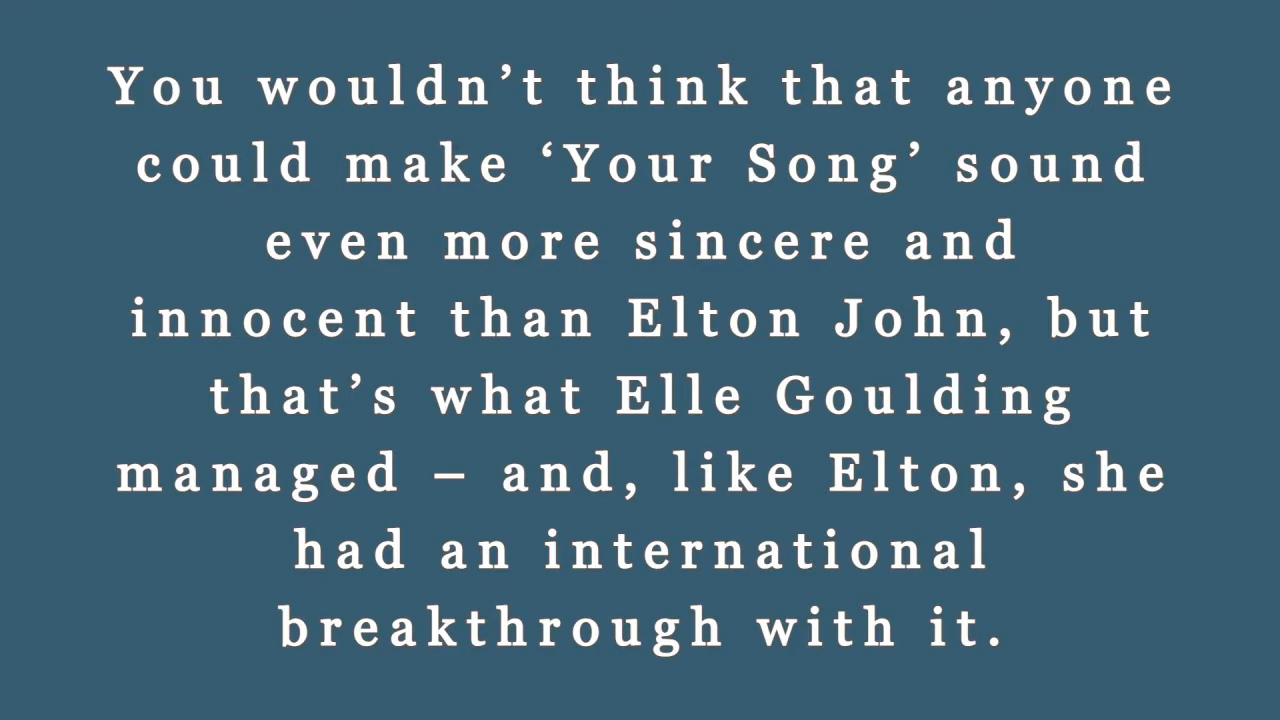 You wouldn’t think that anyone
could make ‘Your Song’ sound
even more sincere and
innocent than Elton John, but
that’s what Elle Goulding
managed – and, like Elton, she
had an international
breakthrough with it.